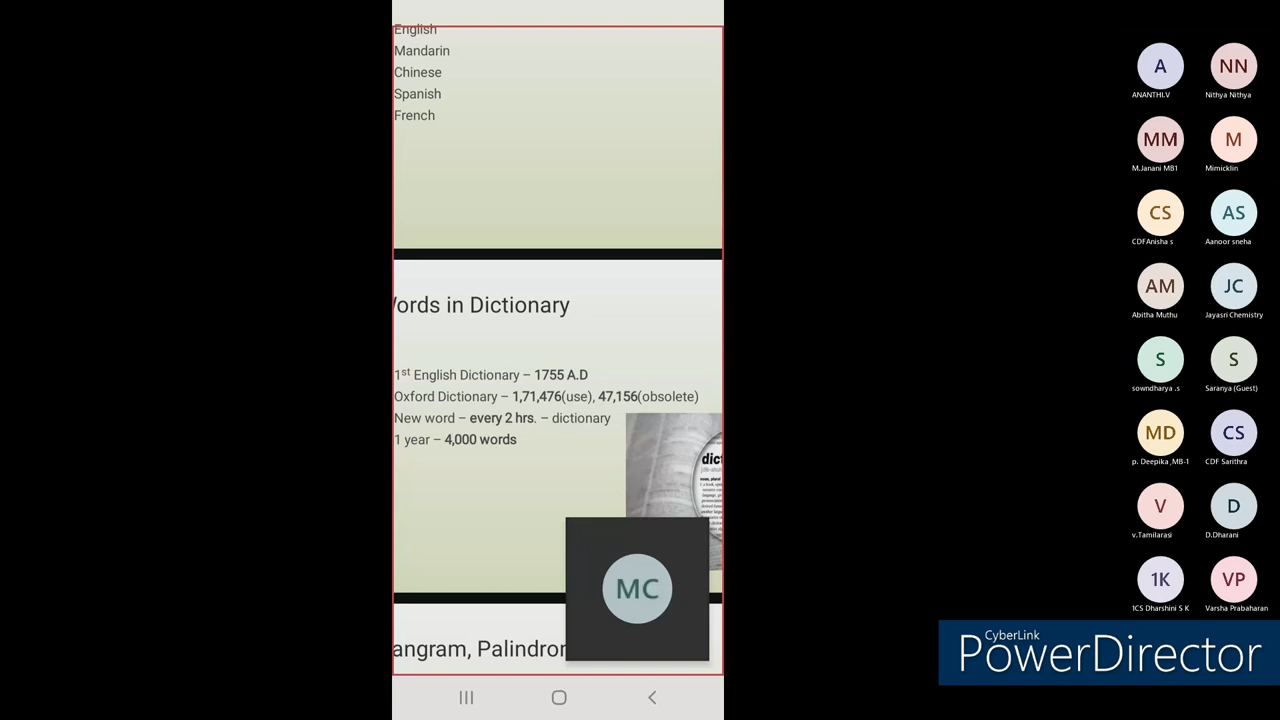 English
Mandarin
Chinese
Spanish
French
Words in Dictionary
1st English Dictionary – 1755 A.D
Oxford Dictionary – 1,71,476(use), 47,156(obsolete)
New word – every 2 hrs. – dictionary
1 year – 4,000 words
dict
MC
angram, Palindro
A
ANANTHI.V
NN
Nithya Nithya
MM
M.Janani MB1
M
Mimicklin
CS
CDFAnisha s
AS
Aanoor sneha
AM
Abitha Muthu
JC
Jayasri Chemistry
S
sowndharya .s
S
Saranya (Guest)
MD
p. Deepika ,MB-1
CS
CDF Sarithra
V
v.Tamilarasi
D
D.Dharani
1K
1CS Dharshini S K
VP
Varsha Prabaharan
CyberLink
PowerDirector